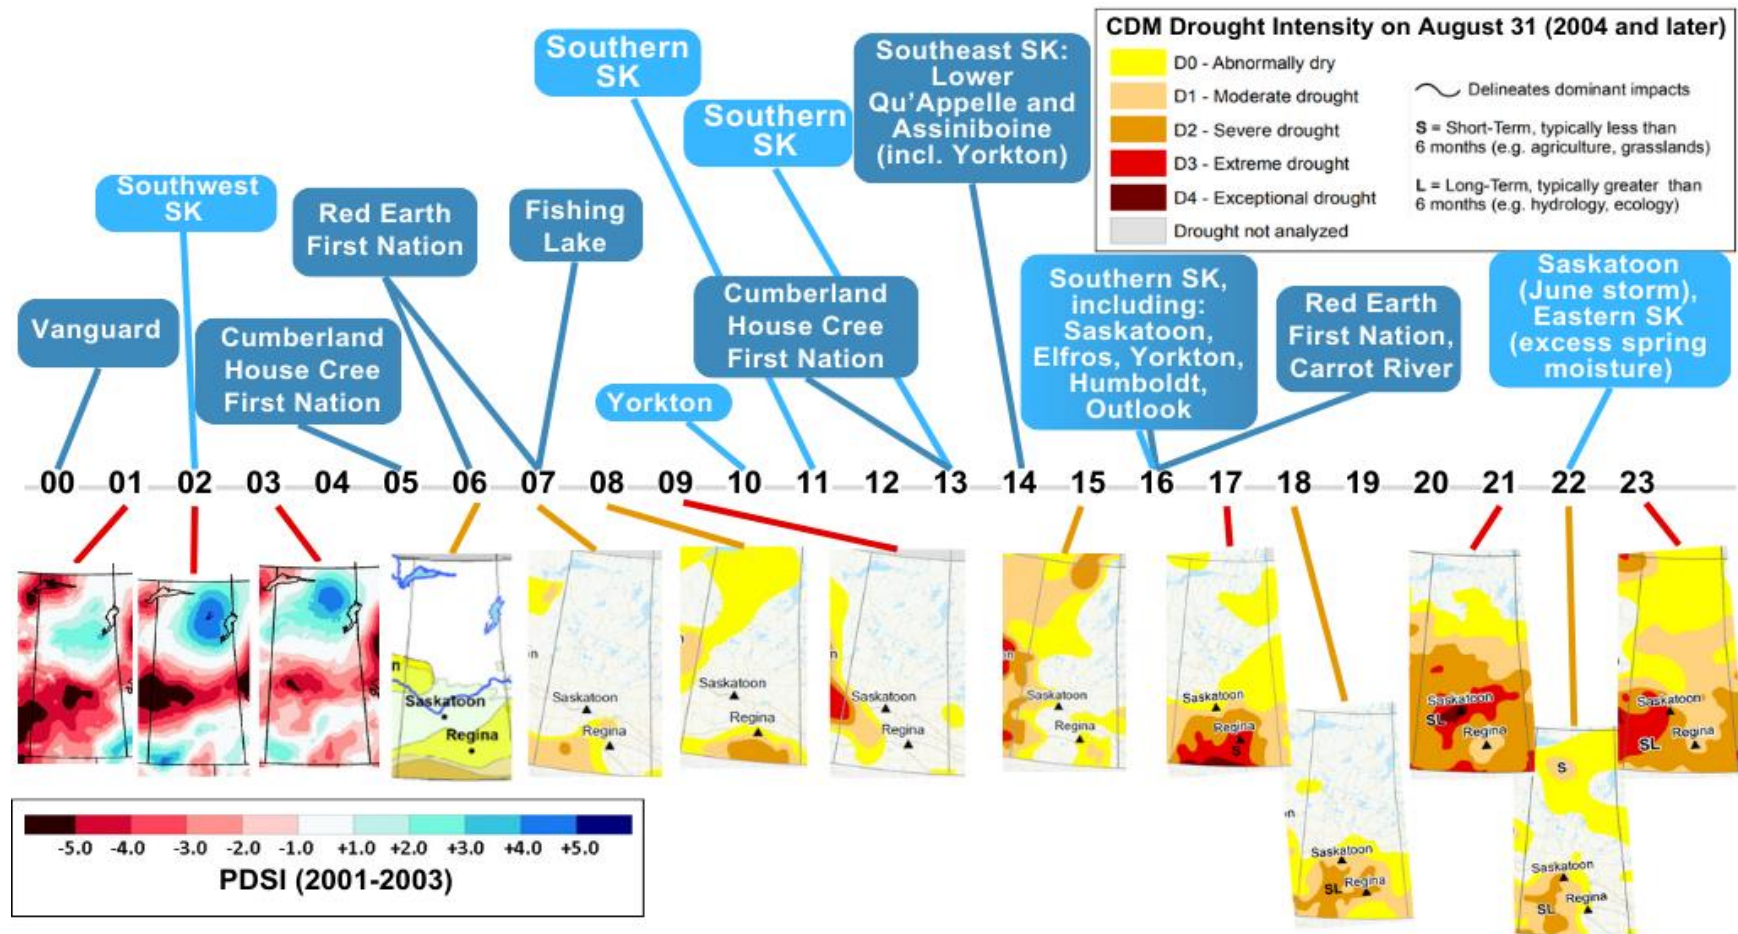 CDM Drought Intensity on August 31 (2004 and later)
D0 - Abnormally dry
D1 - Moderate drought
D2 - Severe drought
D3 - Extreme drought
D4 - Exceptional drought
Drought not analyzed
Delineates dominant impacts
S = Short-Term, typically less than
6 months (e.g. agriculture, grasslands)
L = Long-Term, typically greater than
6 months (e.g. hydrology, ecology)
Vanguard
Southwest
SK
Cumberland
House Cree
First Nation
Red Earth
First Nation
Fishing
Lake
Southern
SK
Yorkton
Southern
SK
Cumberland
House Cree
First Nation
Southeast SK:
Lower
Qu'Appelle and
Assiniboine
(incl. Yorkton)
Southern SK,
including:
Saskatoon,
Elfros, Yorkton,
Humboldt,
Outlook
Red Earth
First Nation,
Carrot River
Saskatoon
(June storm),
Eastern SK
(excess spring
moisture)
00 01 02 03 04 05 06 07 08 09 10 11 12 13 14 15 16 17 18 19 20 21 22 23
n
Saskatoon
Regina
n
Saskatoon
Regina
Saskatoon
Regina
n
Saskatoon
Regina
n
Saskatoon
Regina
Saskatoon
Regina
S
n
Saskatoon
SL Regina
Saskatoon
SL
Regina
S
Saskatoon
Regina
SL
Saskatoon
Regina
SL
-5.0 -4.0 -3.0 -2.0 -1.0 +1.0 +2.0 +3.0 +4.0 +5.0
PDSI (2001-2003)